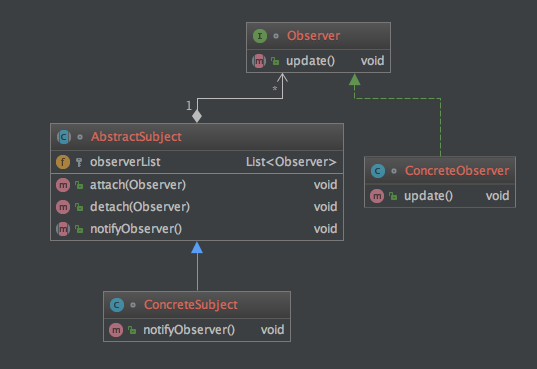 I Observer
m update() void
*
1
C AbstractSubject
f observerList List<Observer>
m attach(Observer) void
m detach(Observer) void
m notifyObserver() void
C ConcreteObserver
m update() void
C ConcreteSubject
m notifyObserver() void